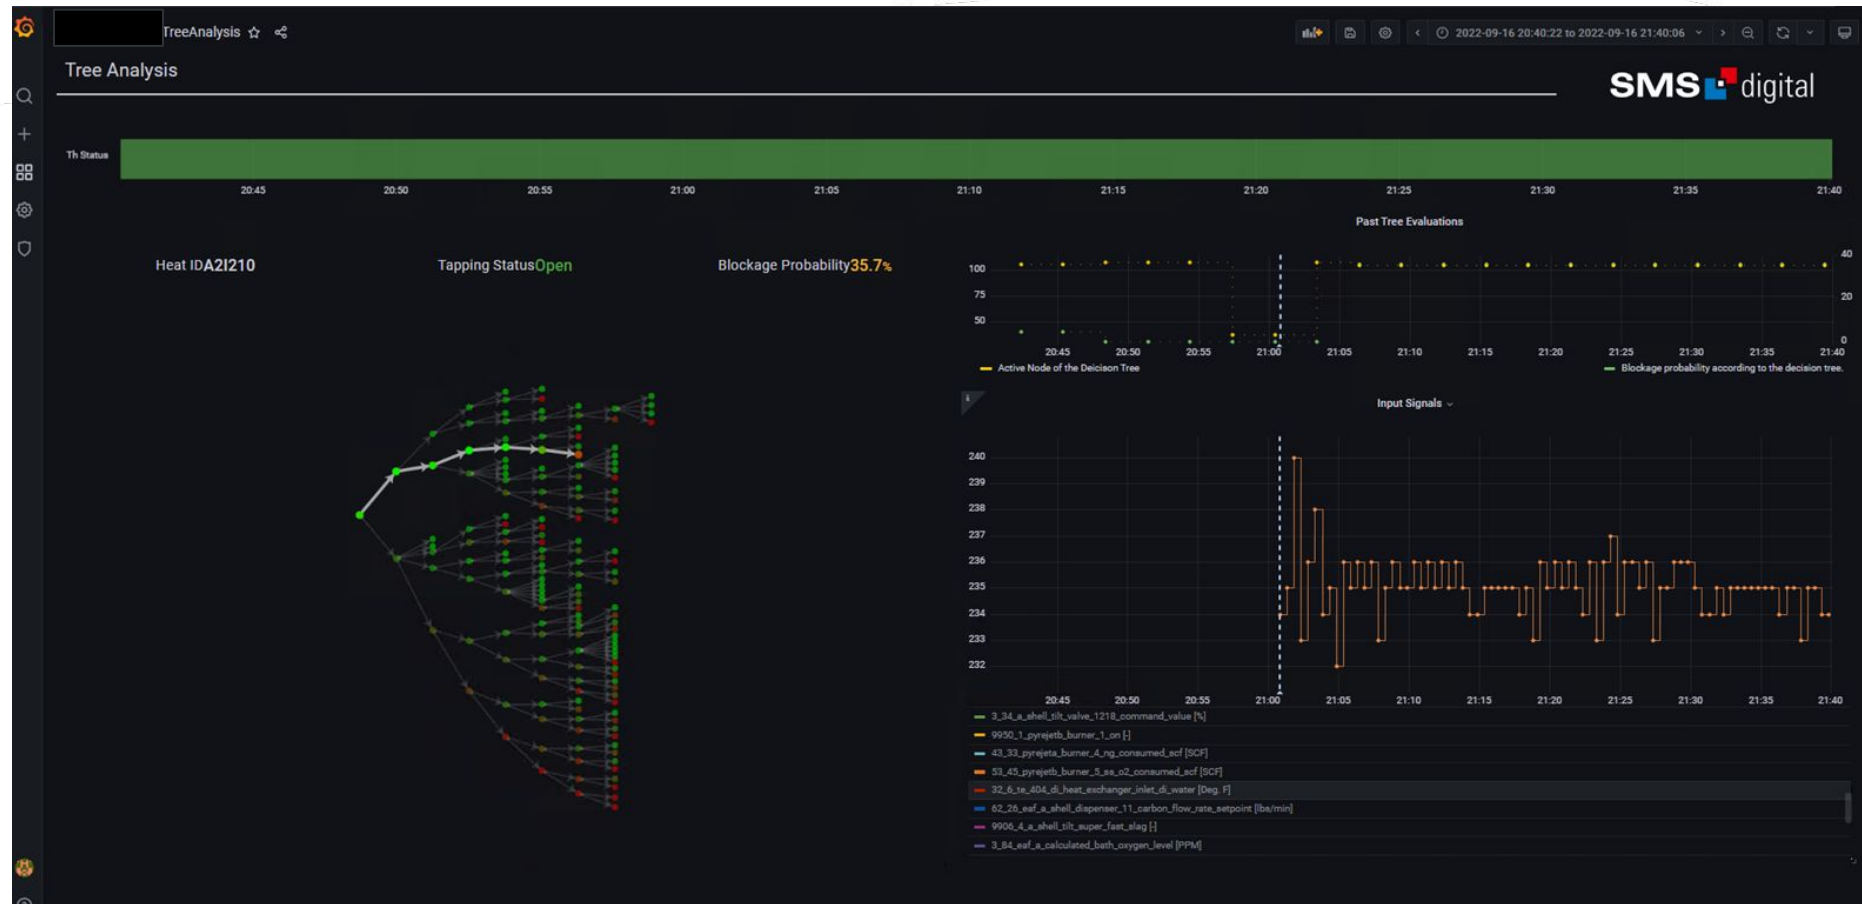 TreeAnalysis
2022-09-16 20:40:22 to 2022-09-16 21:40:06
Tree Analysis
SMS digital
Th Status
20:45 20:50 20:55 21:00 21:05 21:10 21:15 21:20 21:25 21:30 21:35 21:40
Past Tree Evaluations
Heat IDA2I210
Tapping StatusOpen
Blockage Probability35.7%
100
75
50
40
20
0
20:45 20:50 20:55 21:00 21:05 21:10 21:15 21:20 21:25 21:30 21:35 21:40
Active Node of the Deicison Tree
Blockage probability according to the decision tree.
i
Input Signals
240
239
238
237
236
235
234
233
232
20:45 20:50 20:55 21:00 21:05 21:10 21:15 21:20 21:25 21:30 21:35 21:40
3_34_a_shell_tilt_valve_1218_command_value [%]
9950_1_pyrejetb_burner_1_on [-]
43_33_pyrejeta_burner_4_ng_consumed_scf [SCF]
53_45_pyrejetb_burner_5_ss_o2_consumed_scf [SCF]
32_6_te_404_di_heat_exchanger_inlet_di_water [Deg. F]
62_26_eaf_a_shell_dispenser_11_carbon_flow_rate_setpoint [lbs/min]
9906_4_a_shell_tilt_super_fast_slag [-]
3_84_eaf_a_calculated_bath_oxygen_level [PPM]